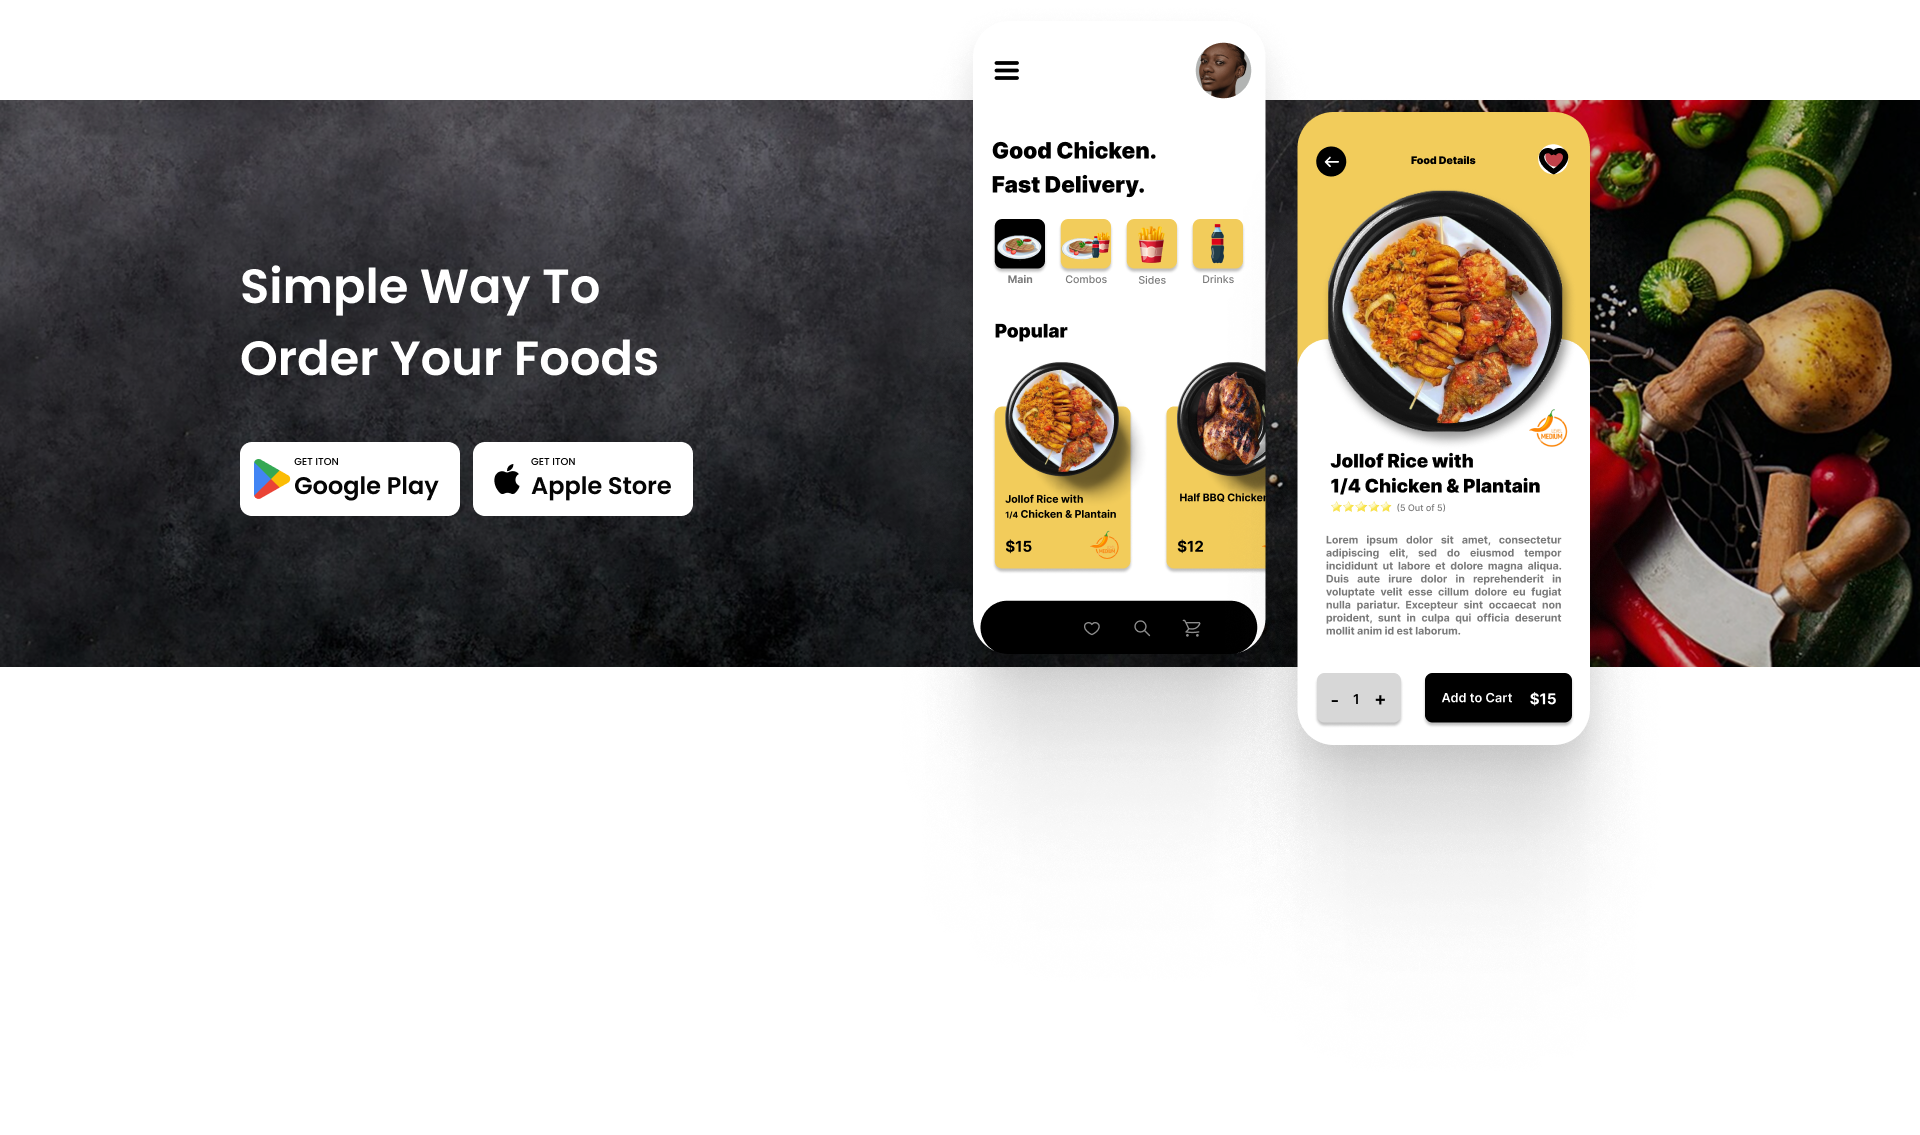 Simple Way To
Order Your Foods
GET ITON
Google Play
GET ITON
Apple Store
Good Chicken.
Fast Delivery.
Main
Combos
Sides
Drinks
Popular
Jollof Rice with
1/4 Chicken & Plantain
$15
MEDIUM
Half BBQ Chicken
$12
Food Details
MEDIUM
Jollof Rice with
1/4 Chicken & Plantain
(5 Out of 5)
Lorem ipsum dolor sit amet, consectetur
adipiscing elit, sed do eiusmod tempor
incididunt ut labore et dolore magna aliqua.
Duis aute irure dolor in reprehenderit in
voluptate velit esse cillum dolore eu fugiat
nulla pariatur. Excepteur sint occaecat non
proident, sunt in culpa qui officia deserunt
mollit anim id est laborum.
- 1 +
Add to Cart $15